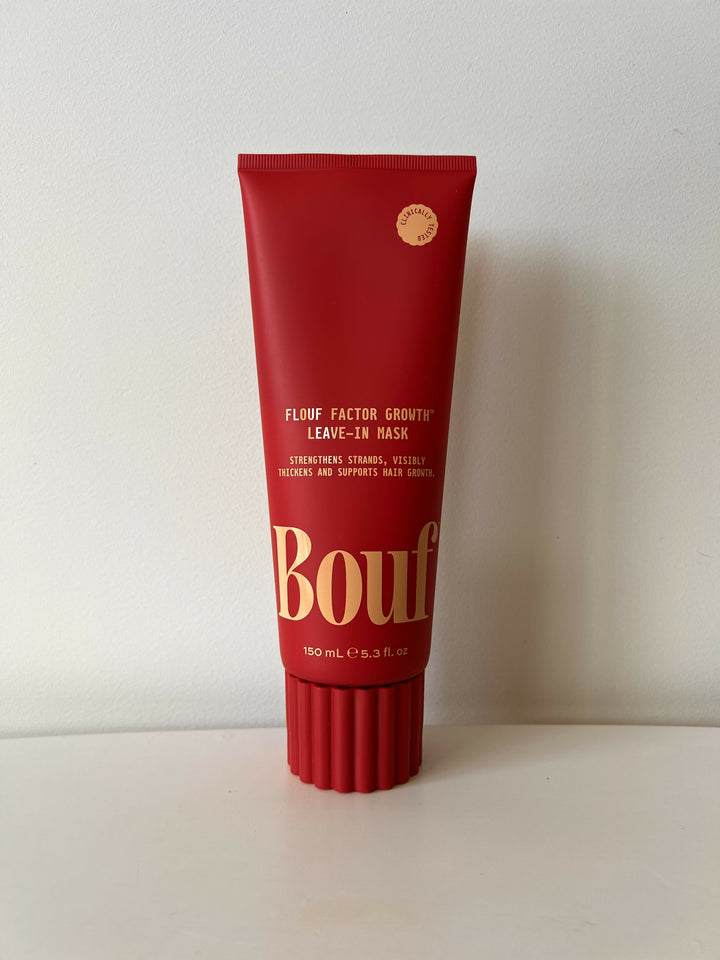 CLINICALLY TESTED
FLOUF FACTOR GROWTH™
LEAVE-IN MASK
STRENGTHENS STRANDS, VISIBLY
THICKENS AND SUPPORTS HAIR GROWTH.
Bouf
150 mL ℮ 5.3 fl. oz